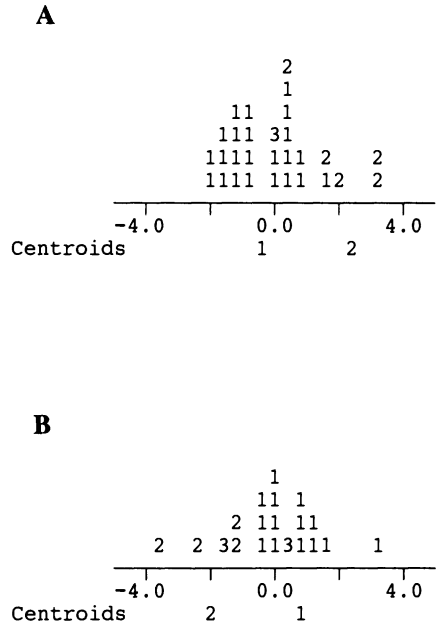 A
2
1
11 1
111 31
1111 111 2 2
1111 111 12 2
-4.0 0.0 4.0
Centroids 1 2
B
1
11 1
2 11 11
2 2 32 113111 1
-4.0 0.0 4.0
Centroids 2 1